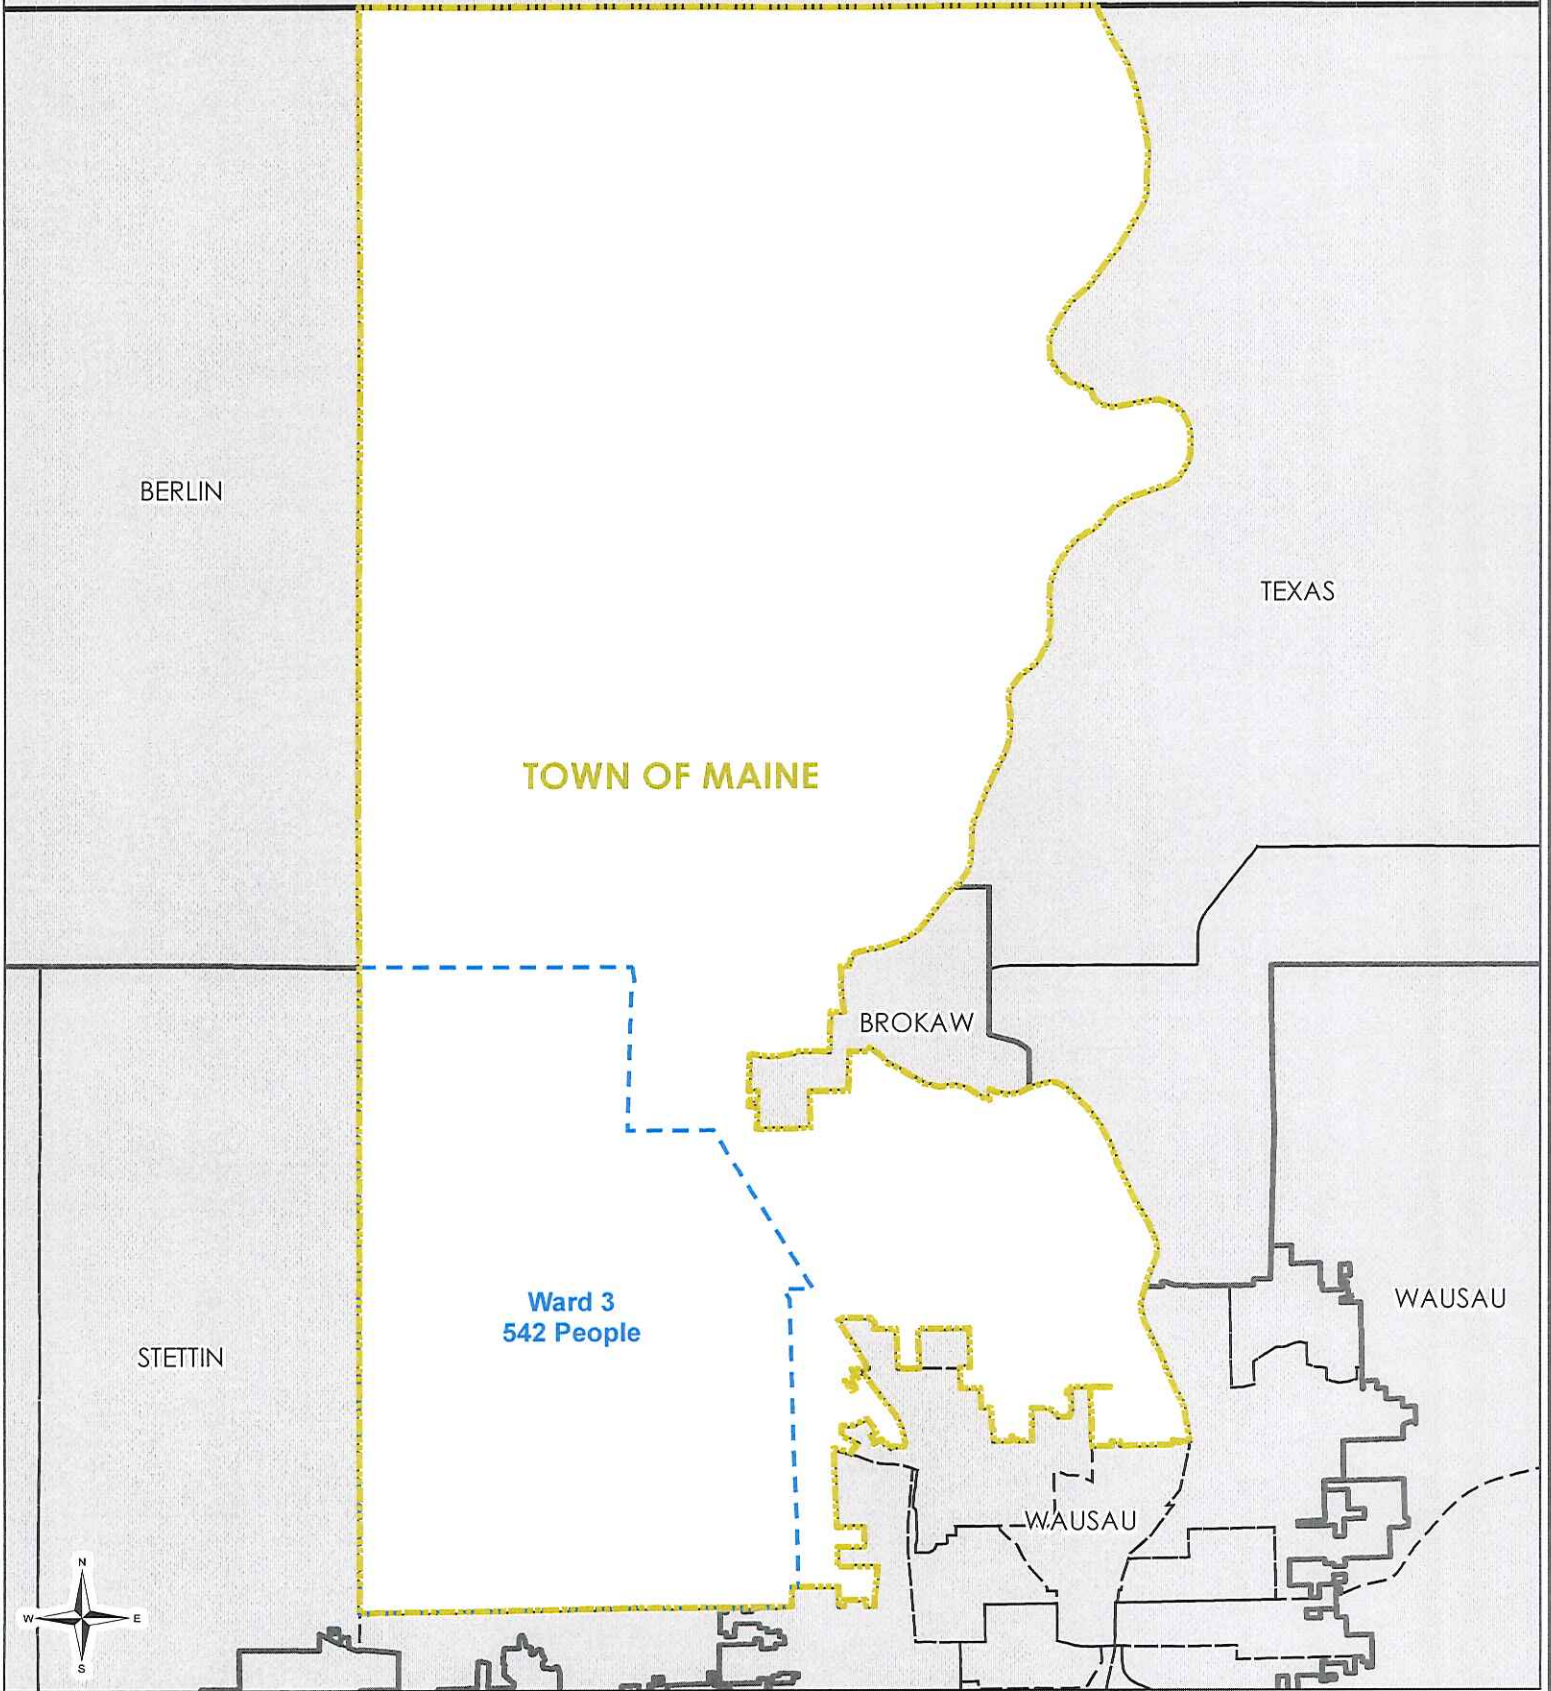 BERLIN
TEXAS
TOWN OF MAINE
BROKAW
Ward 3
542 People
WAUSAU
STETTIN
WAUSAU
N
W
E
S